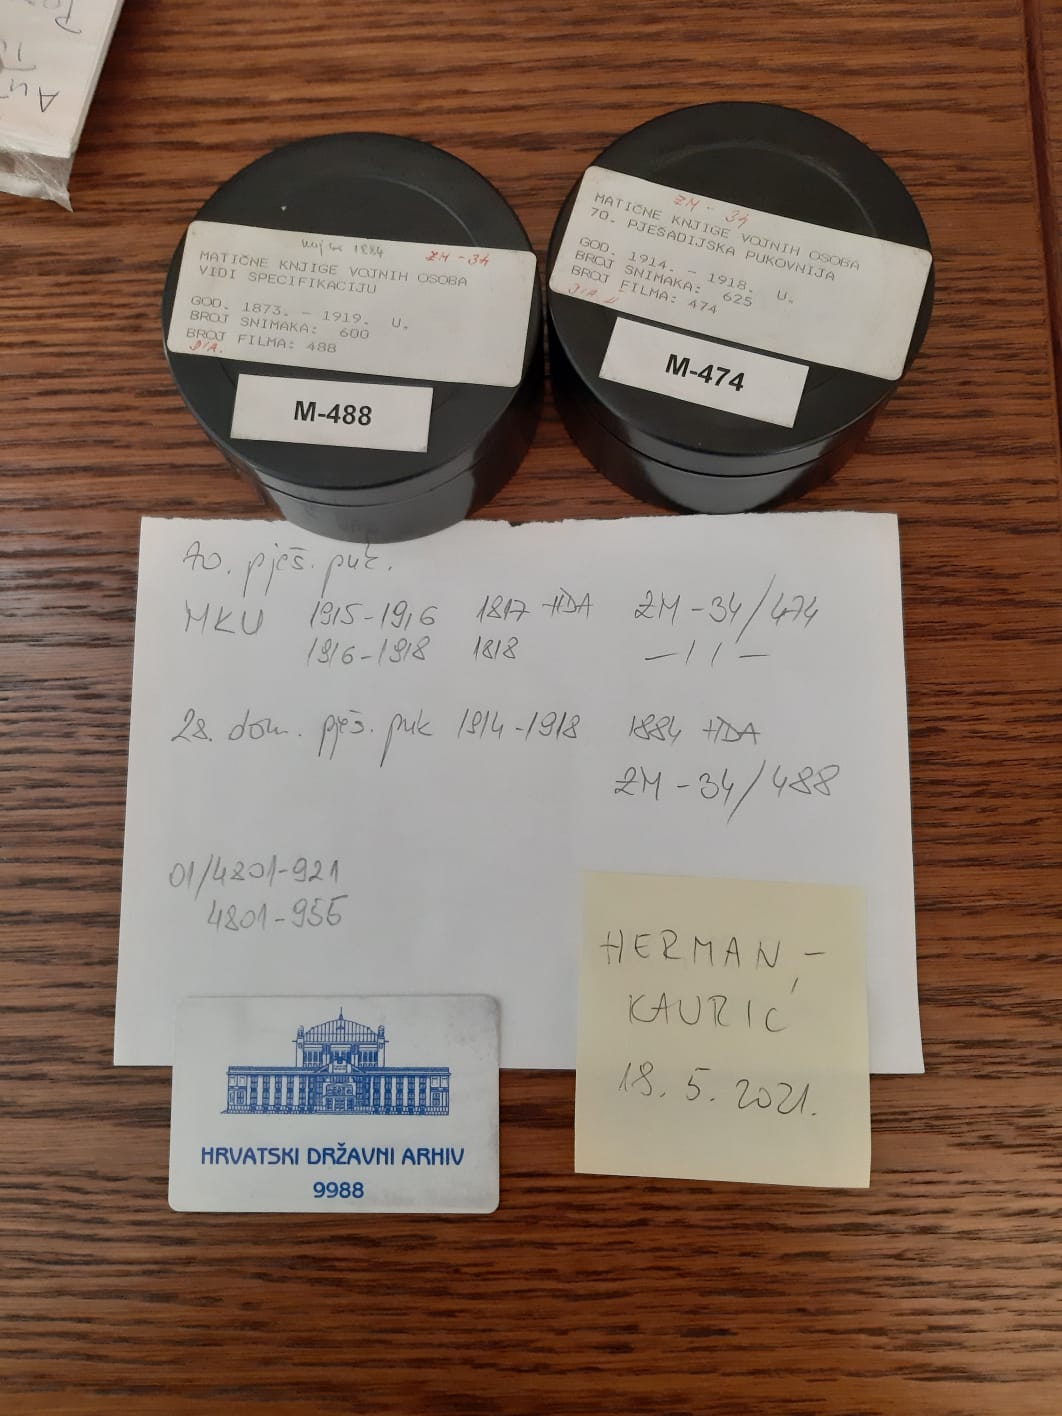 knjiga 1884
ZM - 34
MATIČNE KNJIGE VOJNIH OSOBA
VIDI SPECIFIKACIJU
GOD. 1873. - 1919. U.
BROJ SNIMAKA: 600
BROJ FILMA: 488
DIA.
M-488
ZM - 34
MATIČNE KNJIGE VOJNIH OSOBA
70. PJEŠADIJSKA PUKOVNIJA
GOD. 1914. - 1918. U.
BROJ SNIMAKA: 625
BROJ FILMA: 474
DIA
M-474
70. pješ. puk.
MKU 1915-1916 1817 HDA ZM-34/474
1916-1918 1818 -11-
28. dom. pješ. puk 1914-1918 1884 HDA
ZM-34/488
01/4801-921
4801-955
HERMAN,-
KAURIĆ
18. 5. 2021.
HRVATSKI DRŽAVNI ARHIV
9988